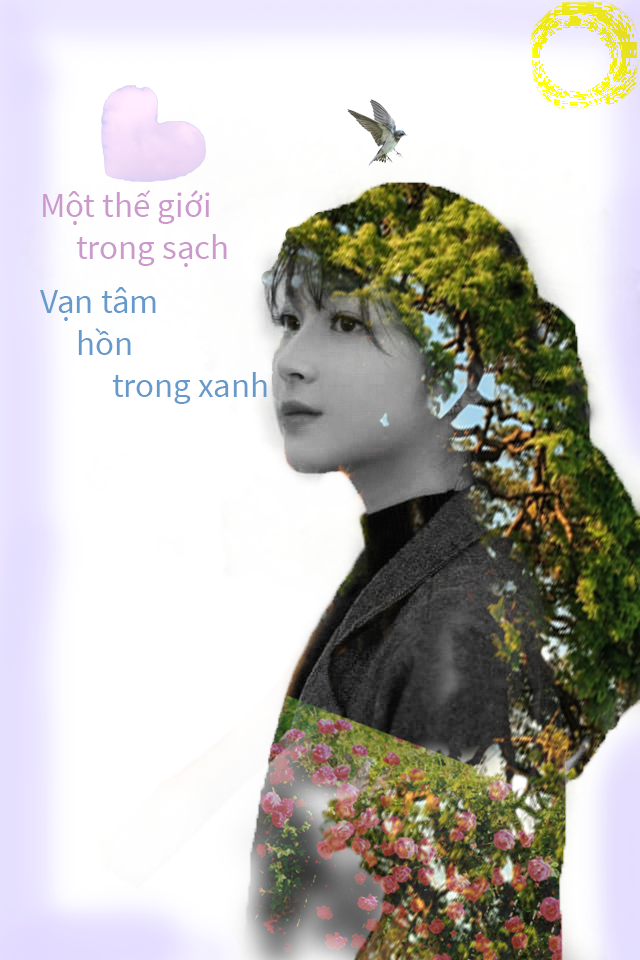 Một thế giới
trong sạch
Vạn tâm
hồn
trong xanh